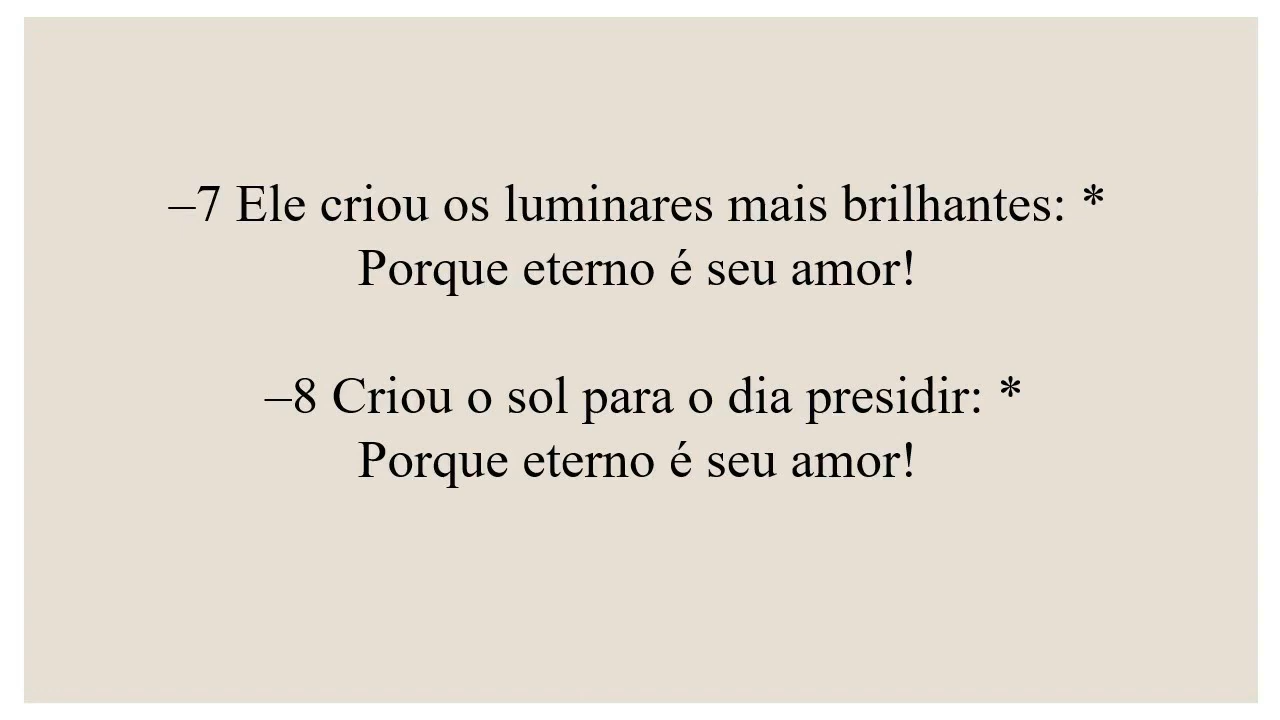 –7 Ele criou os luminares mais brilhantes: *
Porque eterno é seu amor!
–8 Criou o sol para o dia presidir: *
Porque eterno é seu amor!